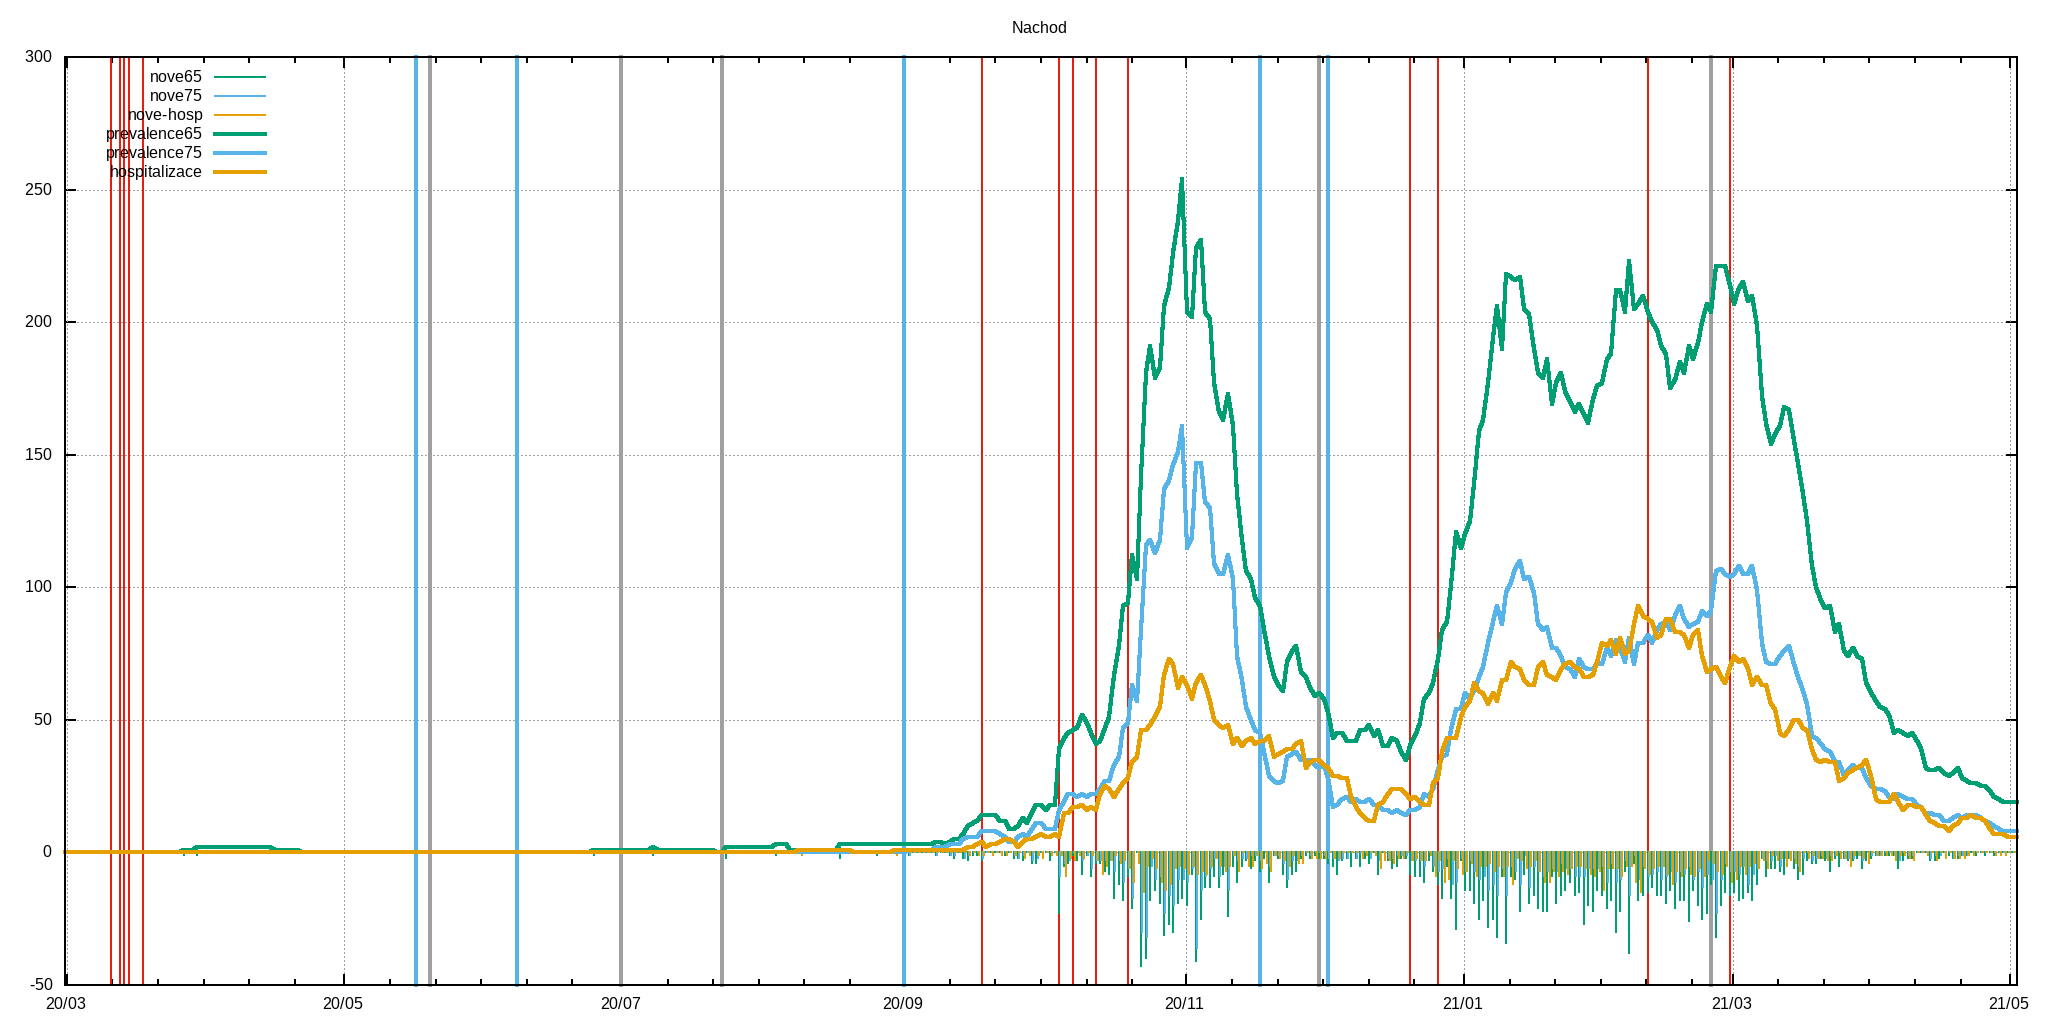 Nachod
300
250
200
150
100
50
0
-50
nove65
nove75
nove-hosp
prevalence65
prevalence75
hospitalizace
20/03 20/05 20/07 20/09 20/11 21/01 21/03 21/05